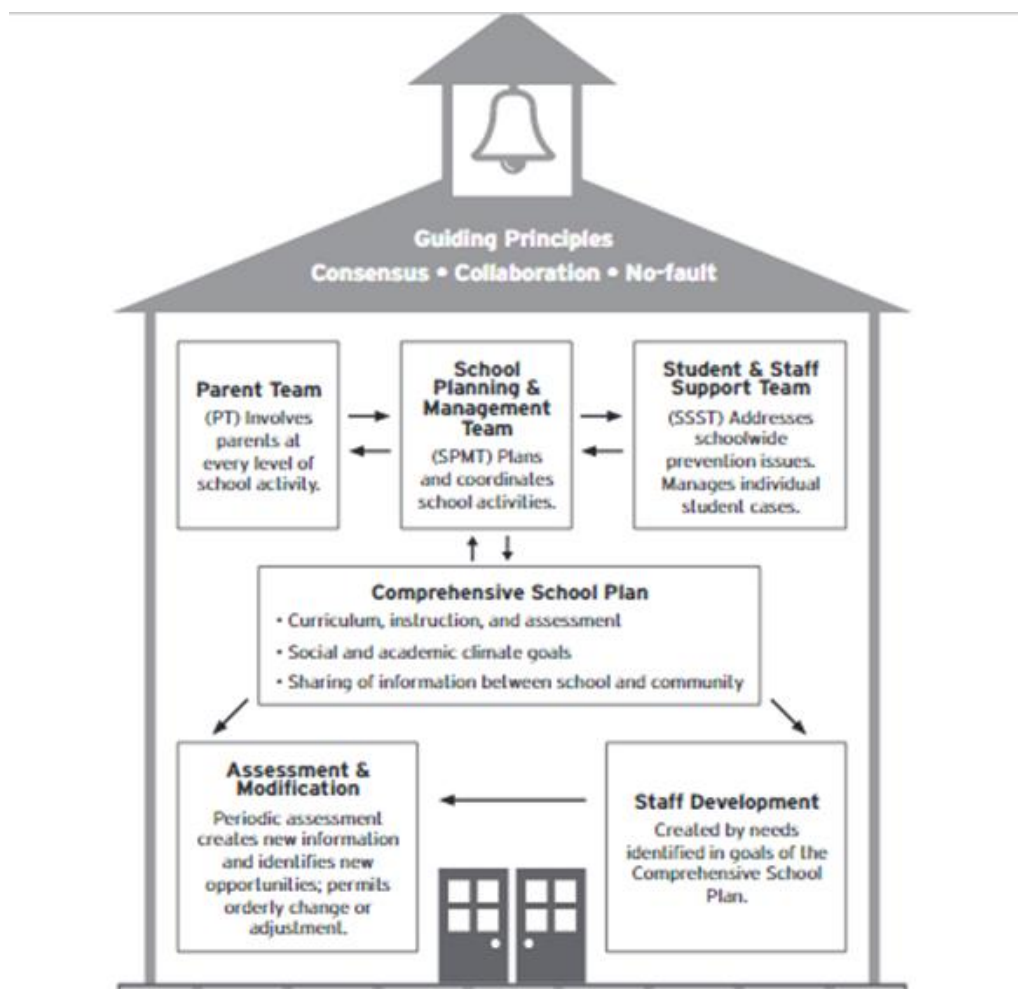 Guiding Principles
Consensus • Collaboration • No-fault
Parent Team
(PT) Involves
parents at
every level of
school activity.
School
Planning &
Management
Team
(SPMT) Plans
and coordinates
school activities.
Student & Staff
Support Team
(SSST) Addresses
schoolwide
prevention issues.
Manages individual
student cases.
Comprehensive School Plan
• Curriculum, instruction, and assessment
• Social and academic climate goals
• Sharing of information between school and community
Assessment &
Modification
Periodic assessment
creates new information
and identifies new
opportunities; permits
orderly change or
adjustment.
Staff Development
Created by needs
identified in goals of the
Comprehensive School
Plan.